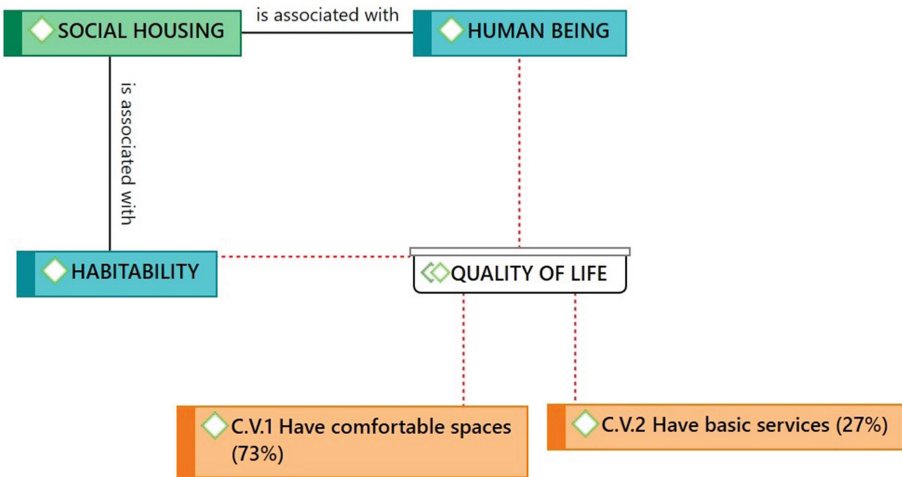 is associated with
SOCIAL HOUSING
HUMAN BEING
is associated with
HABITABILITY
QUALITY OF LIFE
C.V.1 Have comfortable spaces
(73%)
C.V.2 Have basic services (27%)